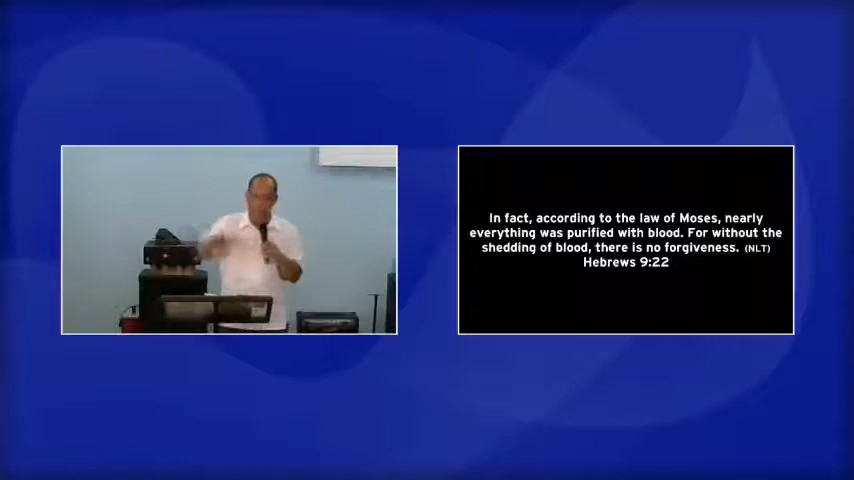 In fact, according to the law of Moses, nearly
everything was purified with blood. For without the
shedding of blood, there is no forgiveness. (NLT)
Hebrews 9:22